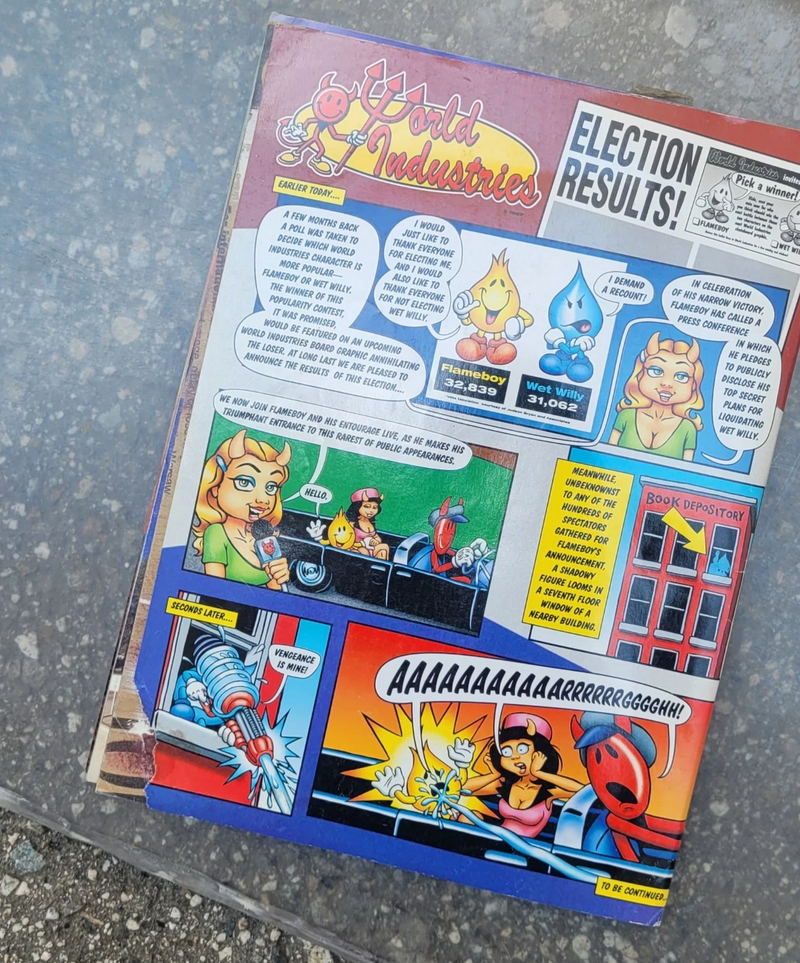 World
Industries
ELECTION
RESULTS!
World Industries invites
Pick a winner!
FLAMEBOY
WET WIL
EARLIER TODAY....
A FEW MONTHS BACK
A POLL WAS TAKEN TO
DECIDE WHICH WORLD
INDUSTRIES CHARACTER IS
MORE POPULAR—
FLAMEBOY OR WET WILLY.
THE WINNER OF THIS
POPULARITY CONTEST,
IT WAS PROMISED,
WOULD BE FEATURED ON AN UPCOMING
WORLD INDUSTRIES BOARD GRAPHIC ANNIHILATING
THE LOSER. AT LONG LAST WE ARE PLEASED TO
ANNOUNCE THE RESULTS OF THIS ELECTION...
I WOULD
JUST LIKE TO
THANK EVERYONE
FOR ELECTING ME,
AND I WOULD
ALSO LIKE TO
THANK EVERYONE
FOR NOT ELECTING
WET WILLY.
I DEMAND
A RECOUNT!
Flameboy
32,839
Wet Willy
31,062
IN CELEBRATION
OF HIS NARROW VICTORY,
FLAMEBOY HAS CALLED A
PRESS CONFERENCE
IN WHICH
HE PLEDGES
TO PUBLICLY
DISCLOSE HIS
TOP SECRET
PLANS FOR
LIQUIDATING
WET WILLY.
WE NOW JOIN FLAMEBOY AND HIS ENTOURAGE LIVE, AS HE MAKES HIS
TRIUMPHANT ENTRANCE TO THIS RAREST OF PUBLIC APPEARANCES.
HELLO.
MEANWHILE,
UNBEKNOWNST
TO ANY OF THE
HUNDREDS OF
SPECTATORS
GATHERED FOR
FLAMEBOY'S
ANNOUNCEMENT,
A SHADOWY
FIGURE LOOMS IN
A SEVENTH FLOOR
WINDOW OF A
NEARBY BUILDING.
BOOK DEPOSITORY
SECONDS LATER....
VENGEANCE
IS MINE!
AAAAAAAAAAAARRRRRRGGGGHH!
TO BE CONTINUED...